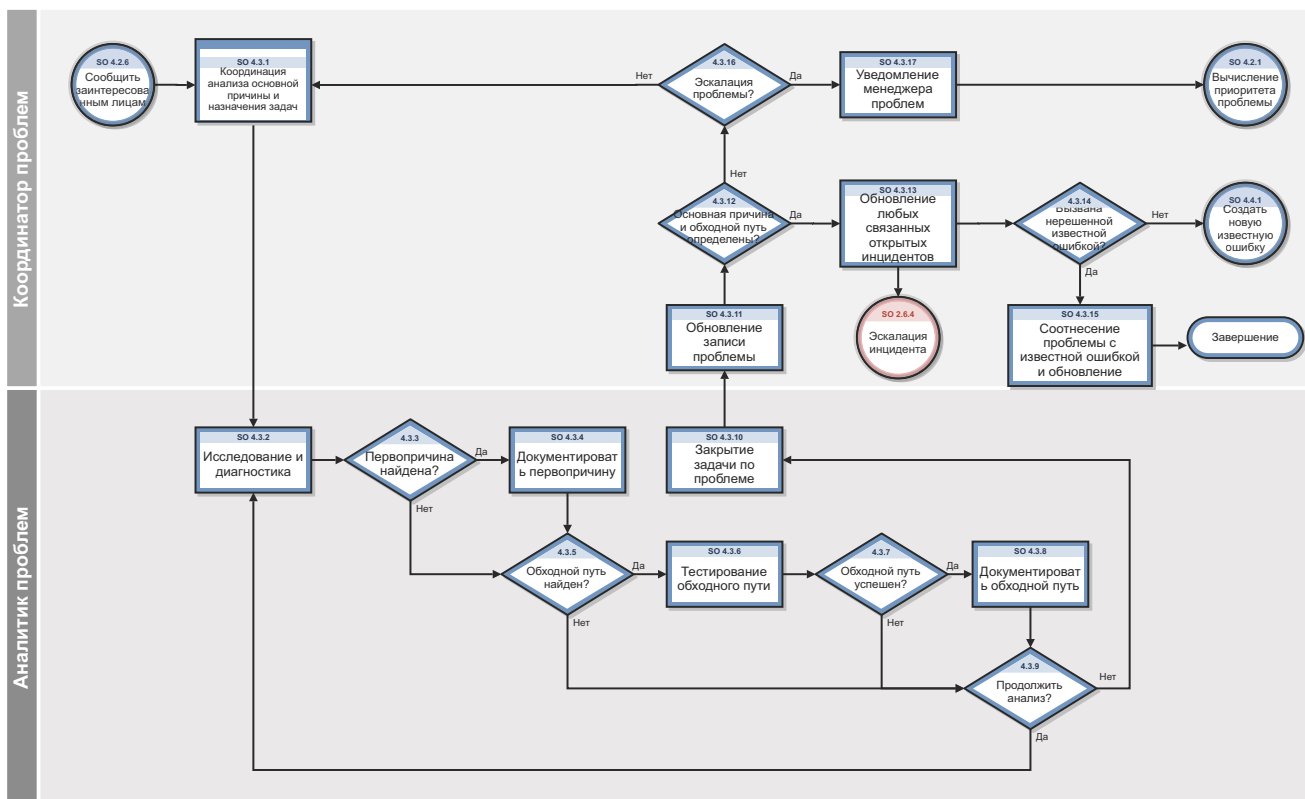 Координатор проблем
SO 4.2.6
Сообщить
заинтересова
нным лицам
SO 4.3.1
Координация
анализа основной
причины и
назначения задач
Нет
4.3.16
Эскалация
проблемы?
Да
SO 4.3.17
Уведомление
менеджера
проблем
SO 4.2.1
Вычисление
приоритета
проблемы
Нет
4.3.12
Основная причина
и обходной путь
определены?
Да
SO 4.3.13
Обновление
любых
связанных
открытых
инцидентов
4.3.14
Вызвана
нерешенной
известной
ошибкой?
Нет
SO 4.4.1
Создать
новую
известную
ошибку
Да
SO 4.3.11
Обновление
записи
проблемы
SO 2.6.4
Эскалация
инцидента
SO 4.3.15
Соотнесение
проблемы с
известной ошибкой
и обновление
Завершение
Аналитик проблем
SO 4.3.2
Исследование и
диагностика
4.3.3
Первопричина
найдена?
Да
Нет
SO 4.3.4
Документироват
ь первопричину
SO 4.3.10
Закрытие
задачи по
проблеме
4.3.5
Обходной путь
найден?
Да
Нет
SO 4.3.6
Тестирование
обходного пути
4.3.7
Обходной путь
успешен?
Да
Нет
SO 4.3.8
Документироват
ь обходной путь
4.3.9
Продолжить
анализ?
Нет
Да